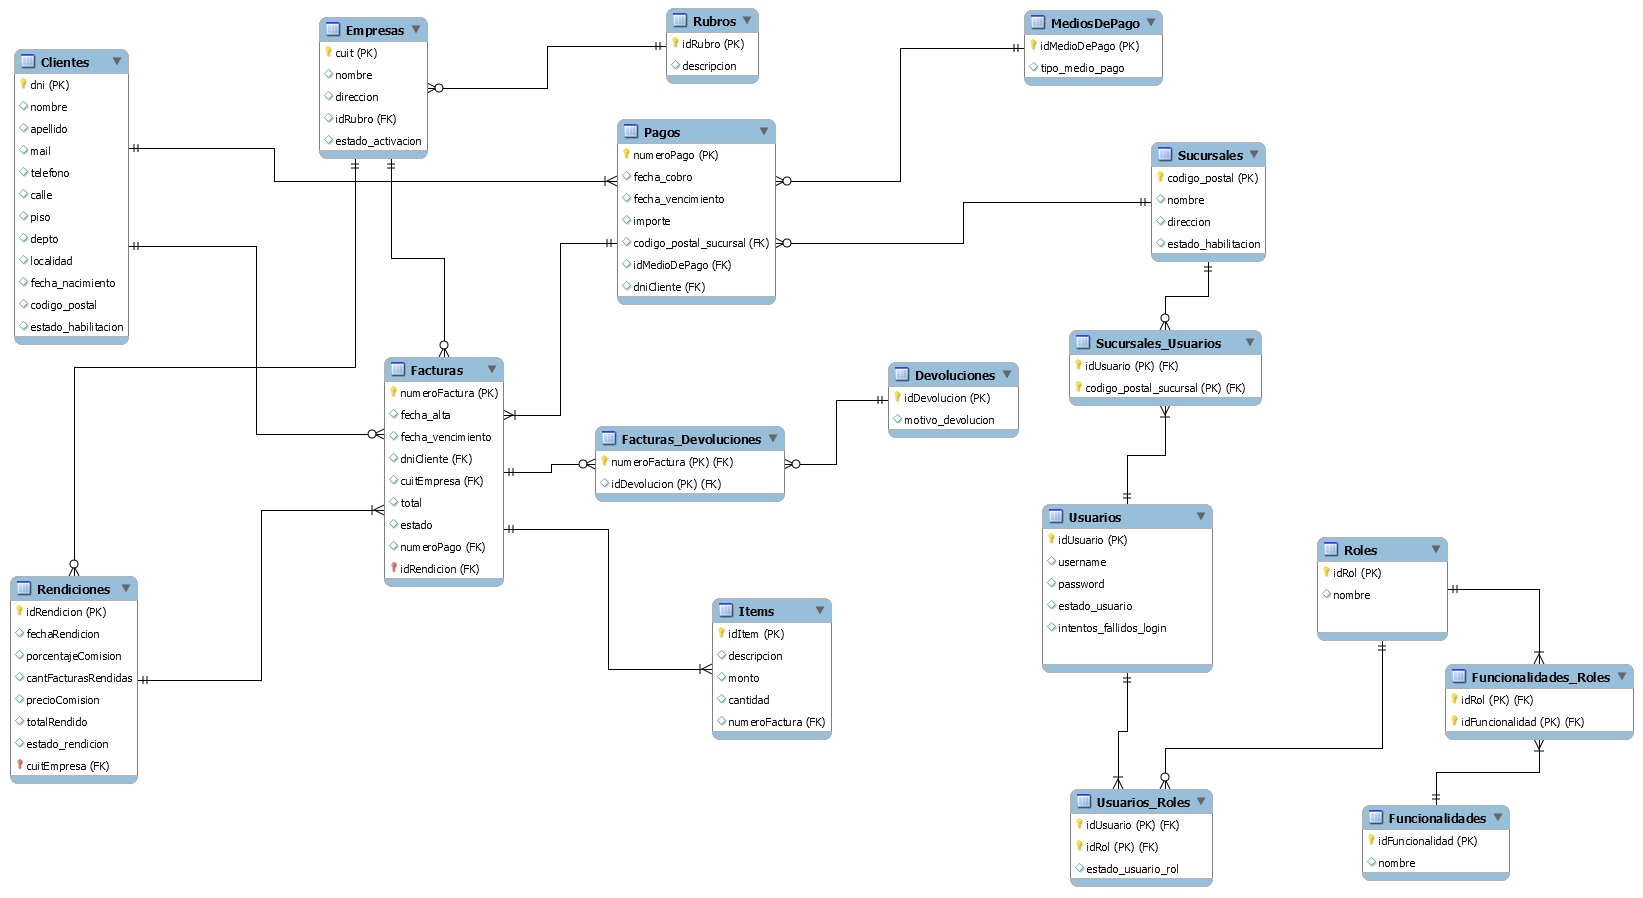 Clientes
dni (PK)
nombre
apellido
mail
telefono
calle
piso
depto
localidad
fecha_nacimiento
codigo_postal
estado_habilitacion
Empresas
cuit (PK)
nombre
direccion
idRubro (FK)
estado_activacion
Rubros
idRubro (PK)
descripcion
MediosDePago
idMedioDePago (PK)
tipo_medio_pago
Pagos
numeroPago (PK)
fecha_cobro
fecha_vencimiento
importe
codigo_postal_sucursal (FK)
idMedioDePago (FK)
dniCliente (FK)
Sucursales
codigo_postal (PK)
nombre
direccion
estado_habilitacion
Sucursales_Usuarios
idUsuario (PK) (FK)
codigo_postal_sucursal (PK) (FK)
Facturas
numeroFactura (PK)
fecha_alta
fecha_vencimiento
dniCliente (FK)
cuitEmpresa (FK)
total
estado
numeroPago (FK)
idRendicion (FK)
Devoluciones
idDevolucion (PK)
motivo_devolucion
Facturas_Devoluciones
numeroFactura (PK) (FK)
idDevolucion (PK) (FK)
Rendiciones
idRendicion (PK)
fechaRendicion
porcentajeComision
cantFacturasRendidas
precioComision
totalRendido
estado_rendicion
cuitEmpresa (FK)
Items
idItem (PK)
descripcion
monto
cantidad
numeroFactura (FK)
Usuarios
idUsuario (PK)
username
password
estado_usuario
intentos_fallidos_login
Roles
idRol (PK)
nombre
Funcionalidades_Roles
idRol (PK) (FK)
idFuncionalidad (PK) (FK)
Usuarios_Roles
idUsuario (PK) (FK)
idRol (PK) (FK)
estado_usuario_rol
Funcionalidades
idFuncionalidad (PK)
nombre